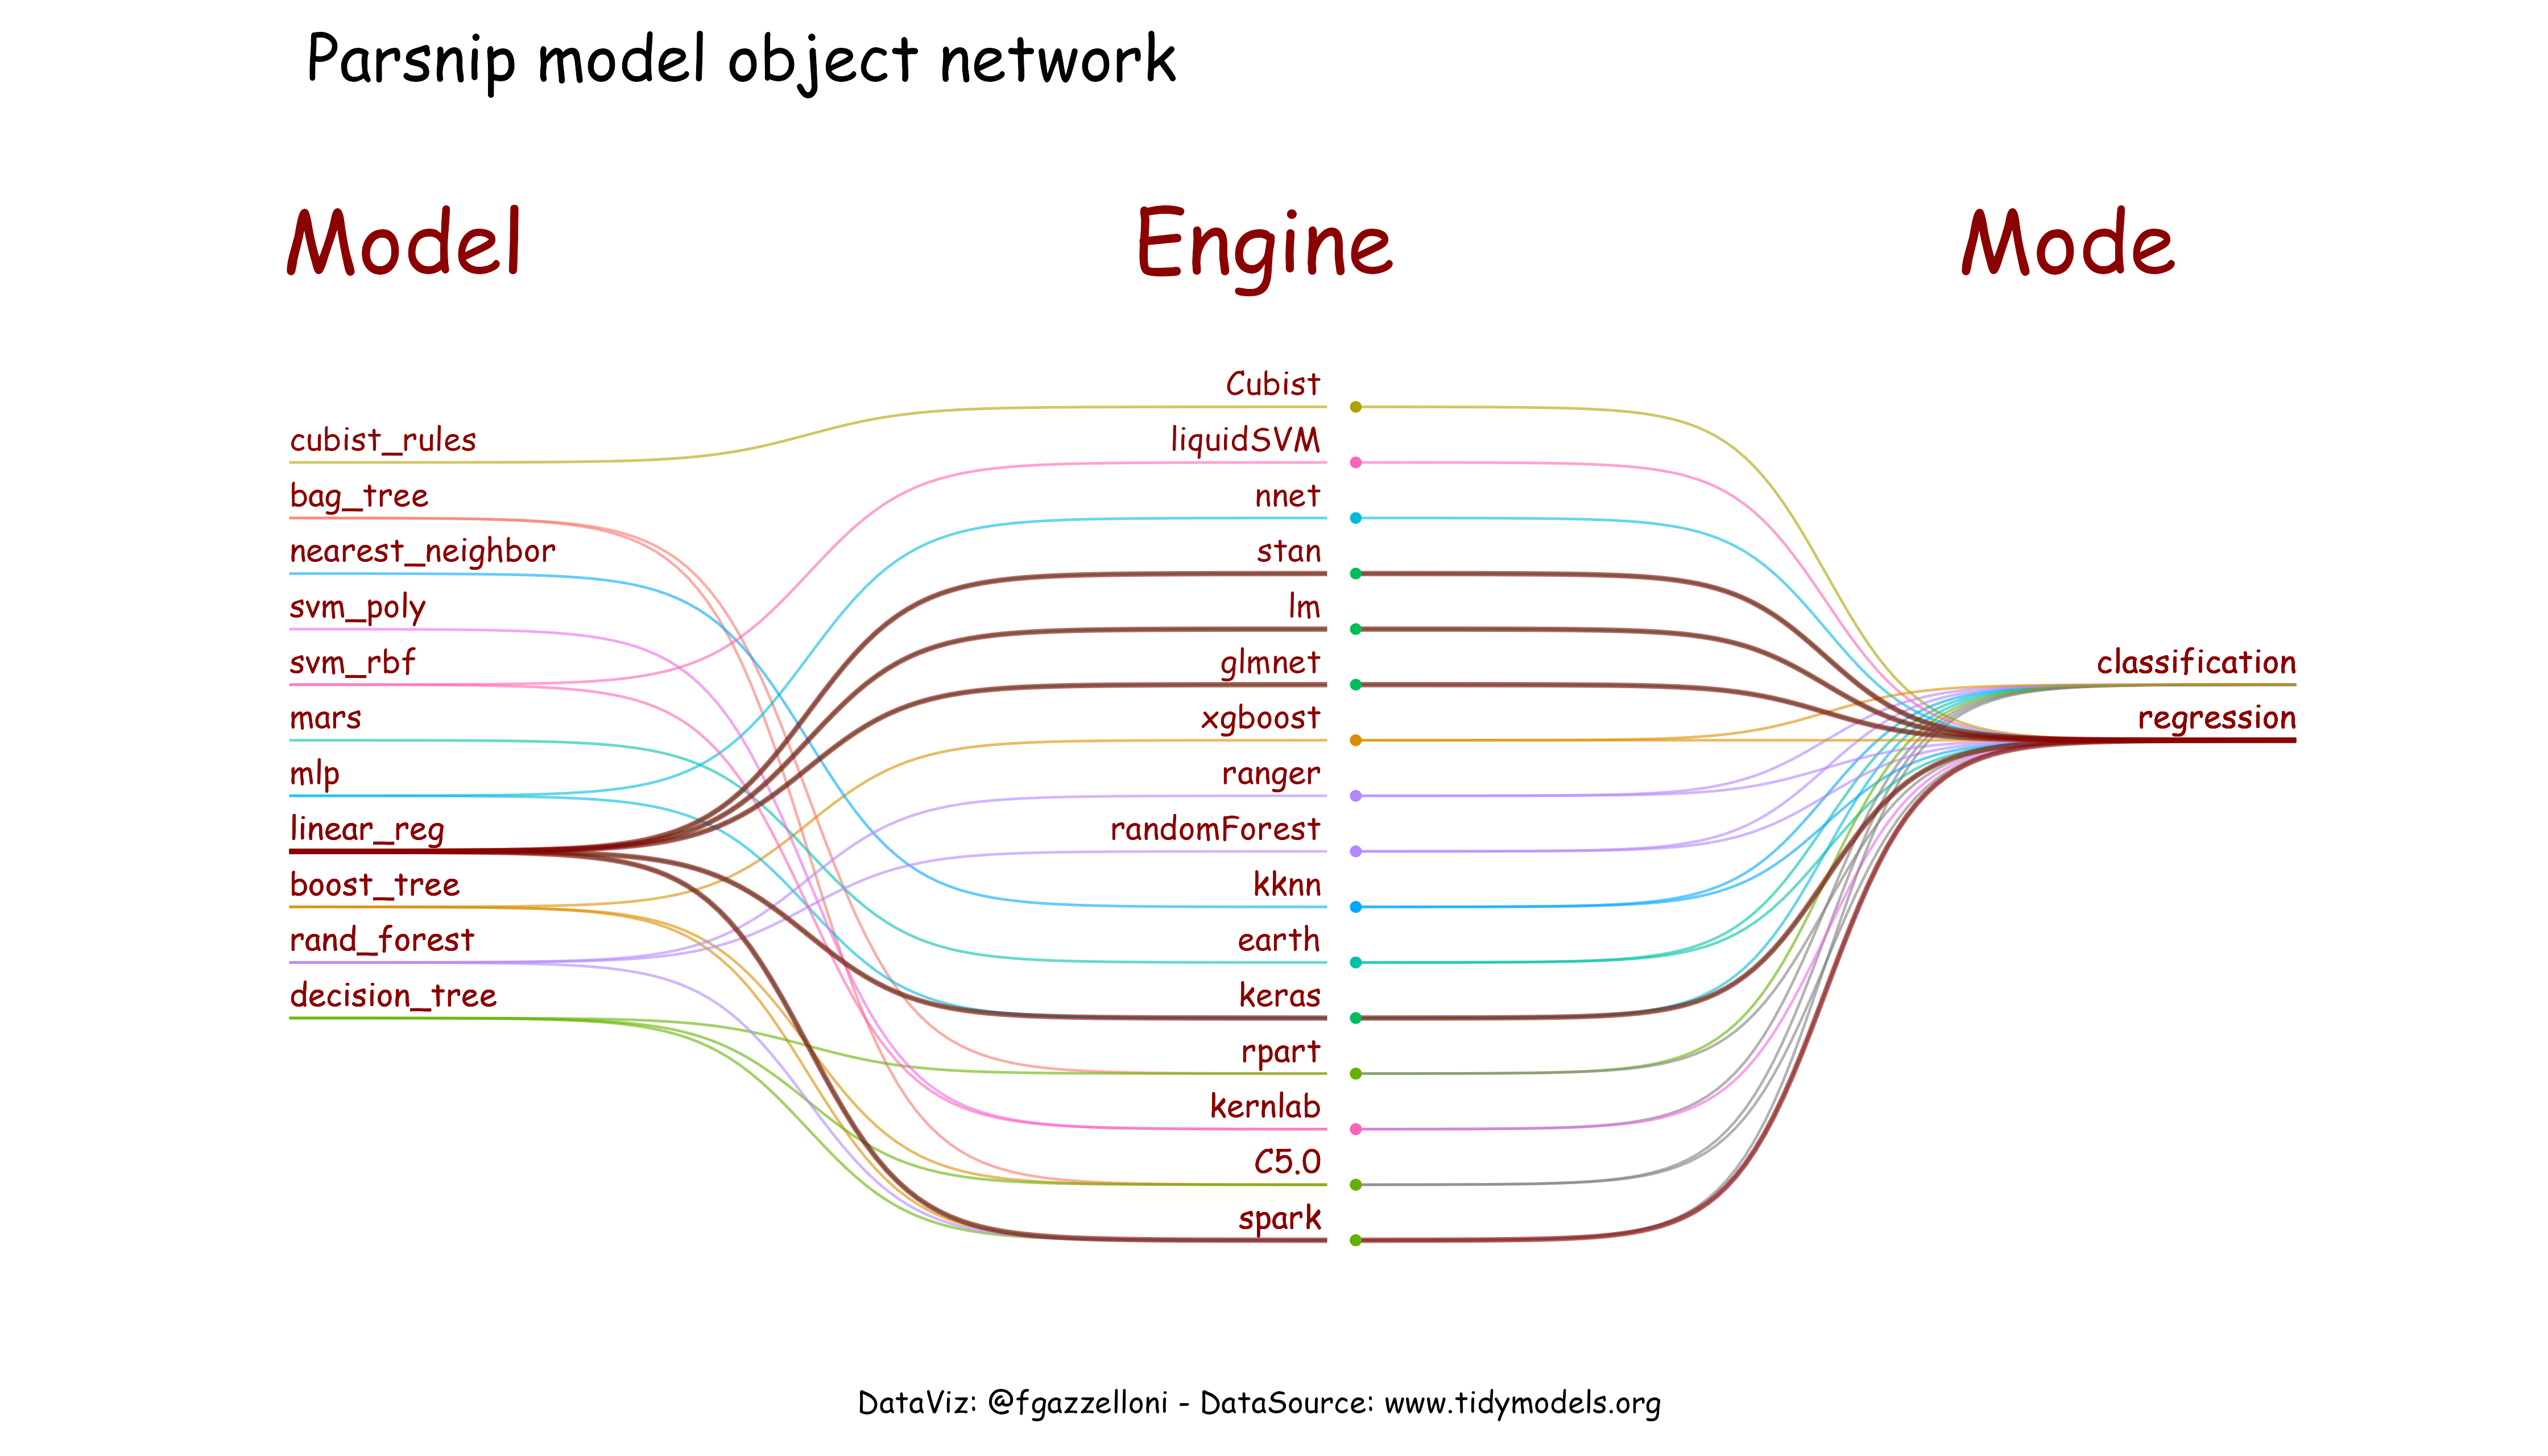 Parsnip model object network
Model
Engine
Mode
cubist_rules
bag_tree
nearest_neighbor
svm_poly
svm_rbf
mars
mlp
linear_reg
boost_tree
rand_forest
decision_tree
Cubist
liquidSVM
nnet
stan
lm
glmnet
xgboost
ranger
randomForest
kknn
earth
keras
rpart
kernlab
C5.0
spark
classification
regression
DataViz: @fgazzelloni - DataSource: www.tidymodels.org